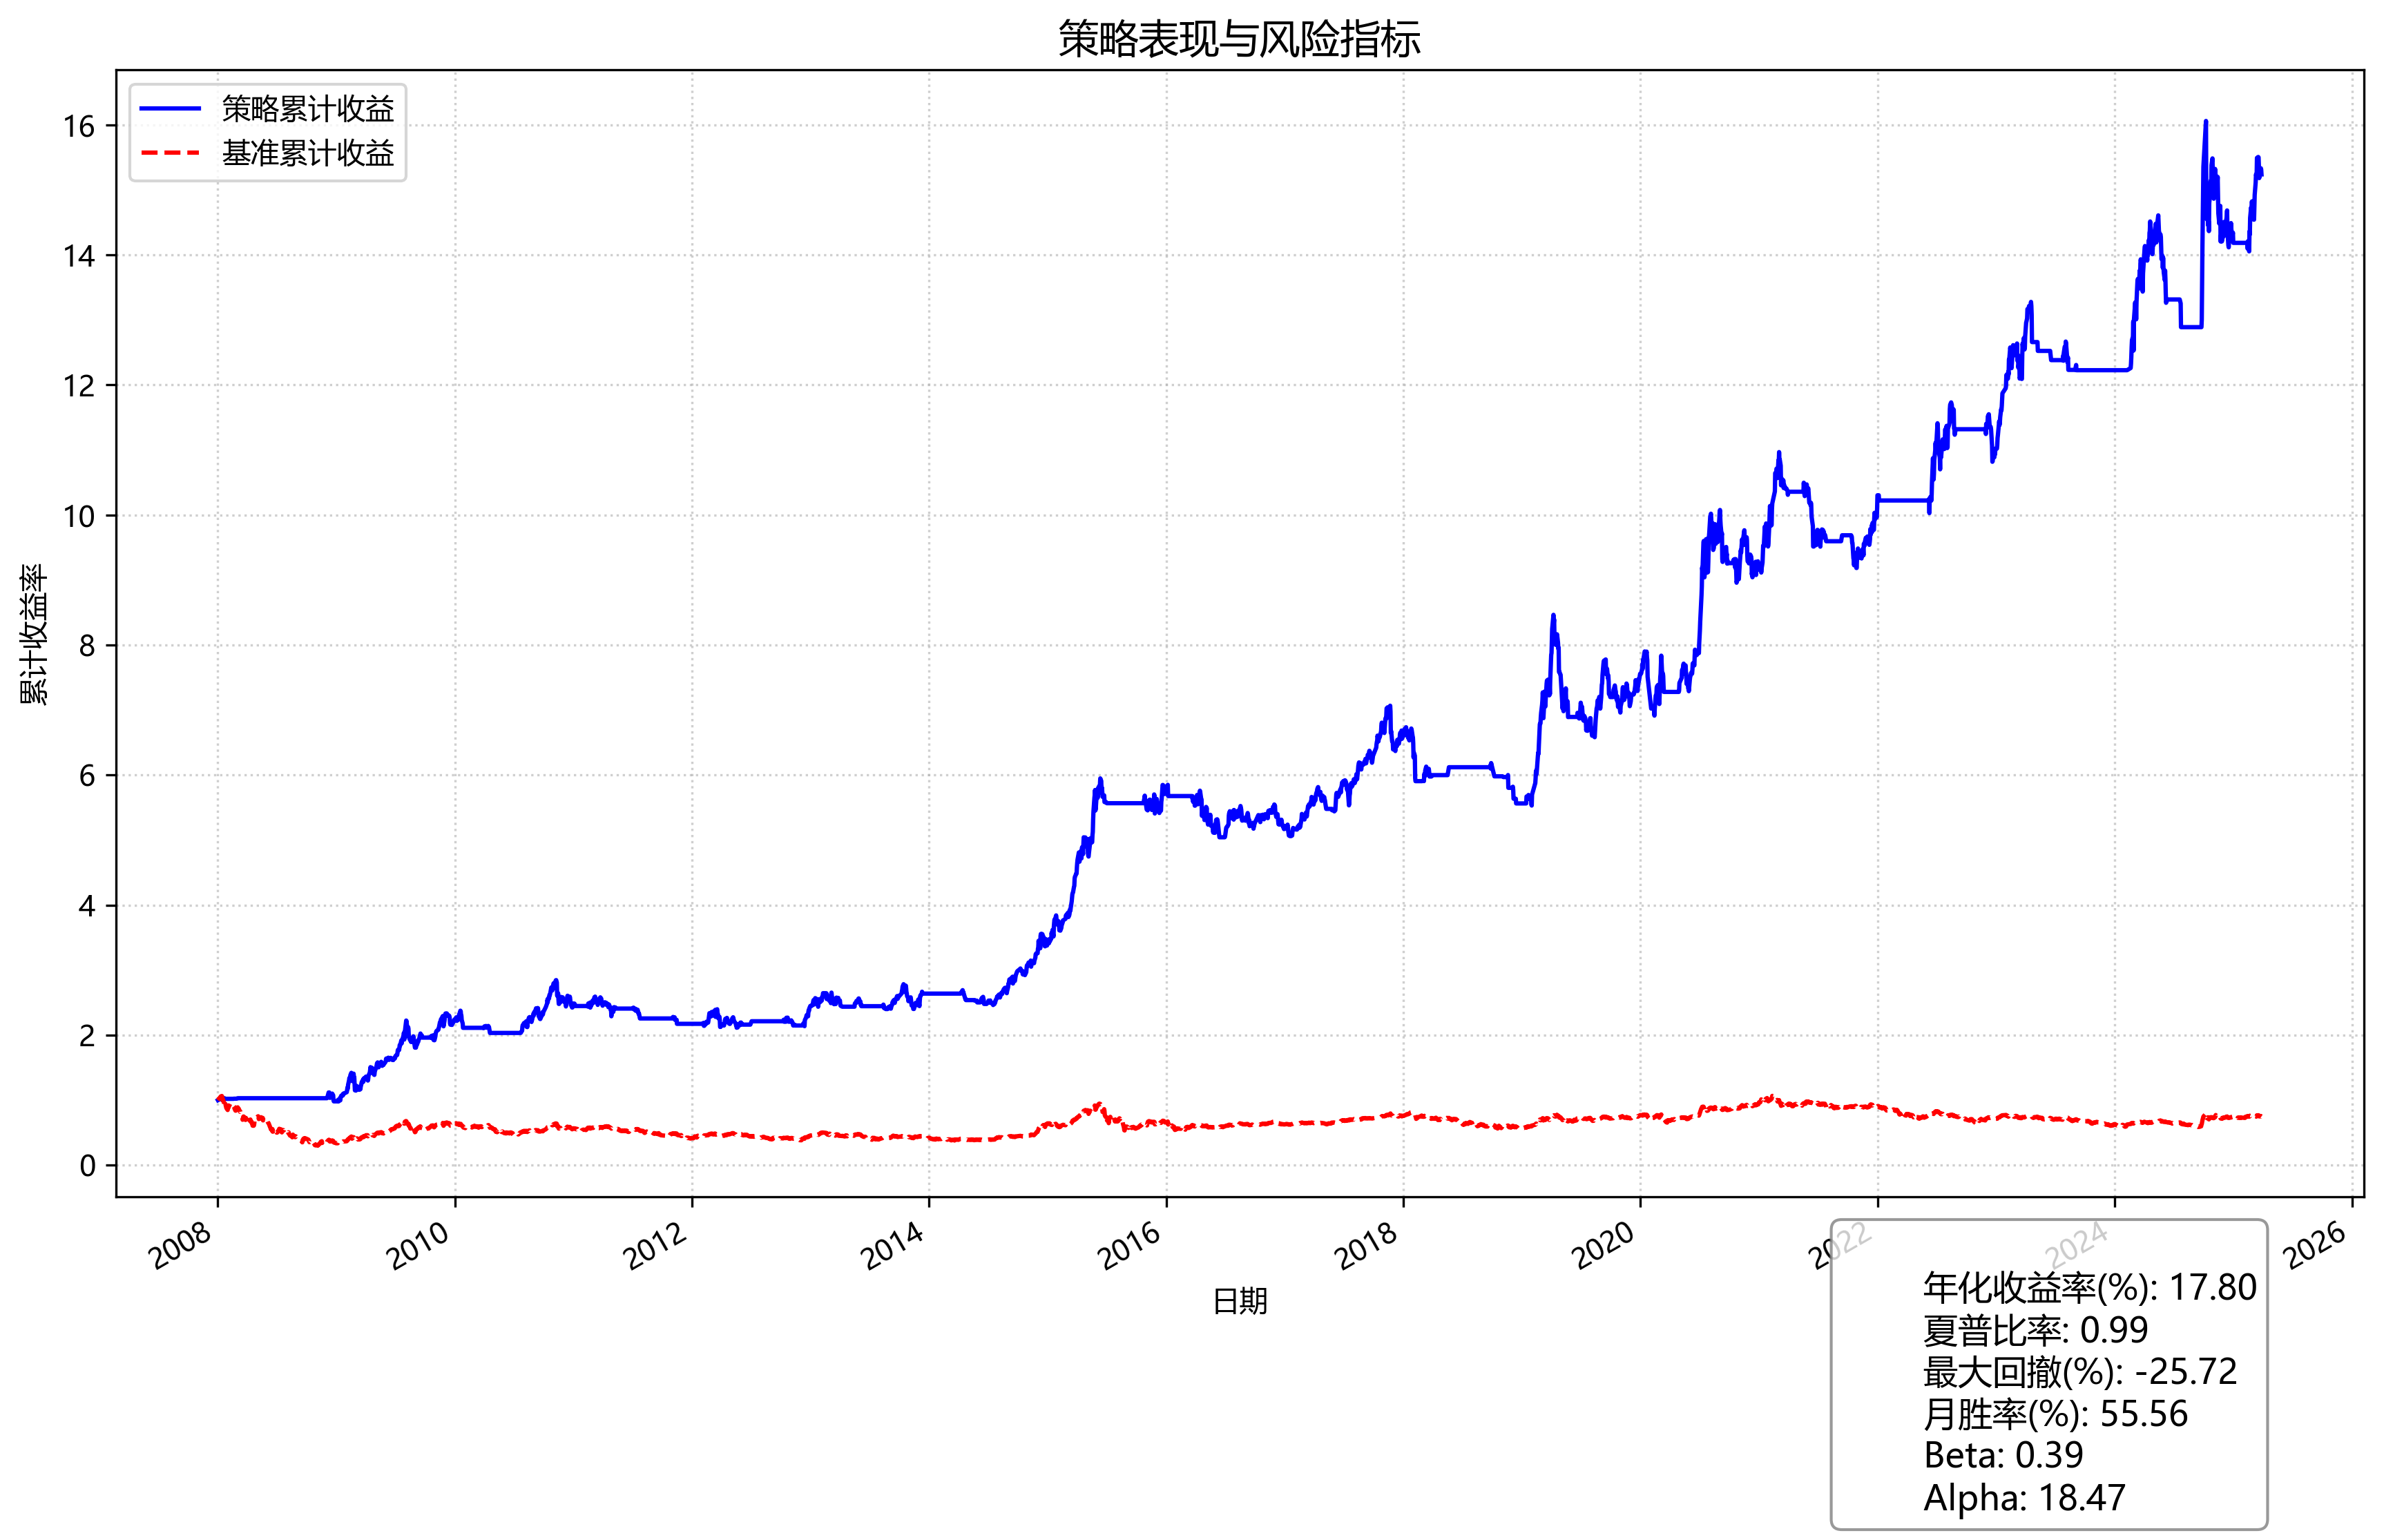 策略表现与风险指标
策略累计收益
基准累计收益
16
14
12
10
8
6
4
2
0
累计收益率
2008 2010 2012 2014 2016 2018 2020 2022 2024 2026
日期
年化收益率(%): 17.80
夏普比率: 0.99
最大回撤(%): -25.72
月胜率(%): 55.56
Beta: 0.39
Alpha: 18.47